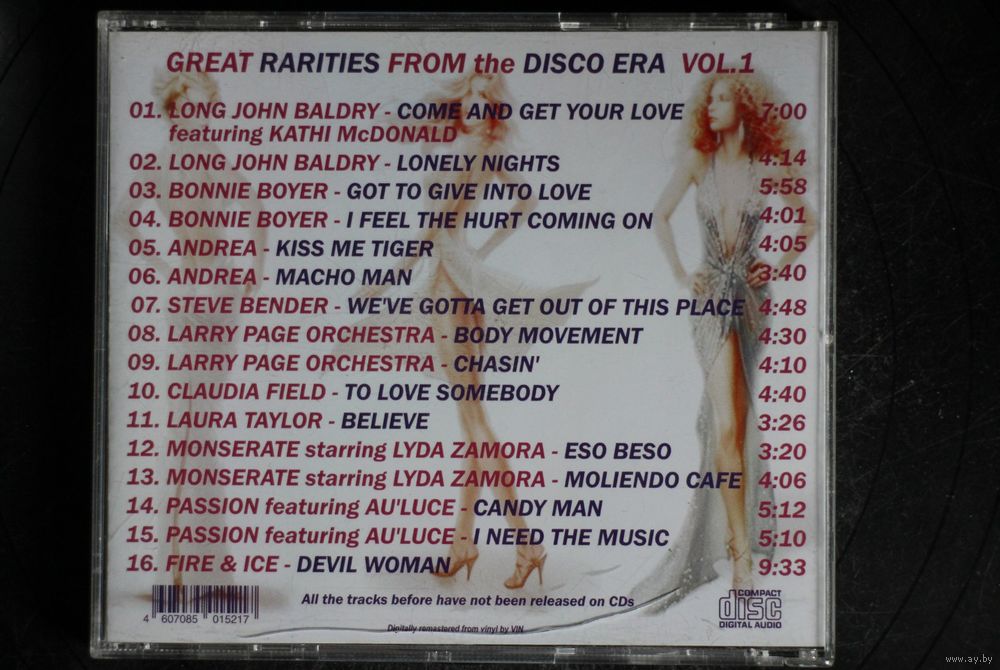 GREAT RARITIES FROM the DISCO ERA VOL.1
01. LONG JOHN BALDRY - COME AND GET YOUR LOVE 7:00
featuring KATHI McDONALD
02. LONG JOHN BALDRY - LONELY NIGHTS 4:14
03. BONNIE BOYER - GOT TO GIVE INTO LOVE 5:58
04. BONNIE BOYER - I FEEL THE HURT COMING ON 4:01
05. ANDREA - KISS ME TIGER 4:05
06. ANDREA - MACHO MAN 3:40
07. STEVE BENDER - WE'VE GOTTA GET OUT OF THIS PLACE 4:48
08. LARRY PAGE ORCHESTRA - BODY MOVEMENT 4:30
09. LARRY PAGE ORCHESTRA - CHASIN' 4:10
10. CLAUDIA FIELD - TO LOVE SOMEBODY 4:40
11. LAURA TAYLOR - BELIEVE 3:26
12. MONSERATE starring LYDA ZAMORA - ESO BESO 3:20
13. MONSERATE starring LYDA ZAMORA - MOLIENDO CAFE 4:06
14. PASSION featuring AU'LUCE - CANDY MAN 5:12
15. PASSION featuring AU'LUCE - I NEED THE MUSIC 5:10
16. FIRE & ICE - DEVIL WOMAN 9:33
All the tracks before have not been released on CDs
4 607085 015217
Digitally remastered from vinyl by VIN
COMPACT
disc
DIGITAL AUDIO
www.ay.by